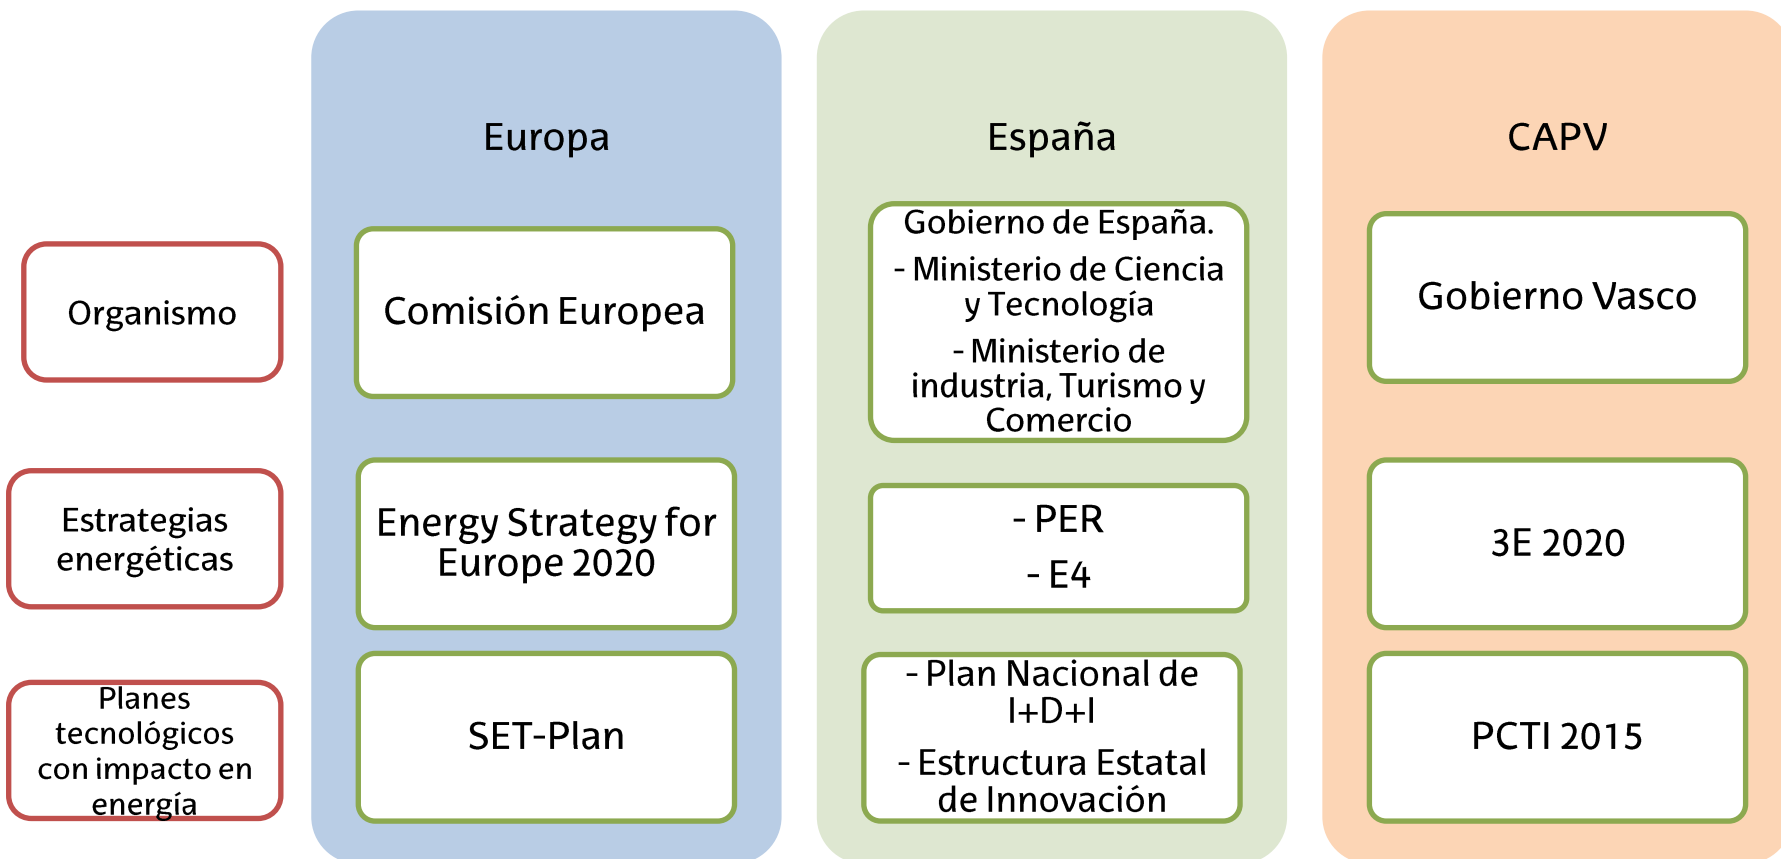 Europa
España
CAPV
Organismo
Comisión Europea
Gobierno de España.
- Ministerio de Ciencia
y Tecnología
- Ministerio de
industria, Turismo y
Comercio
Gobierno Vasco
Estrategias
energéticas
Energy Strategy for
Europe 2020
- PER
- E4
3E 2020
Planes
tecnológicos
con impacto en
energía
SET-Plan
- Plan Nacional de
I+D+I
- Estructura Estatal
de Innovación
PCTI 2015